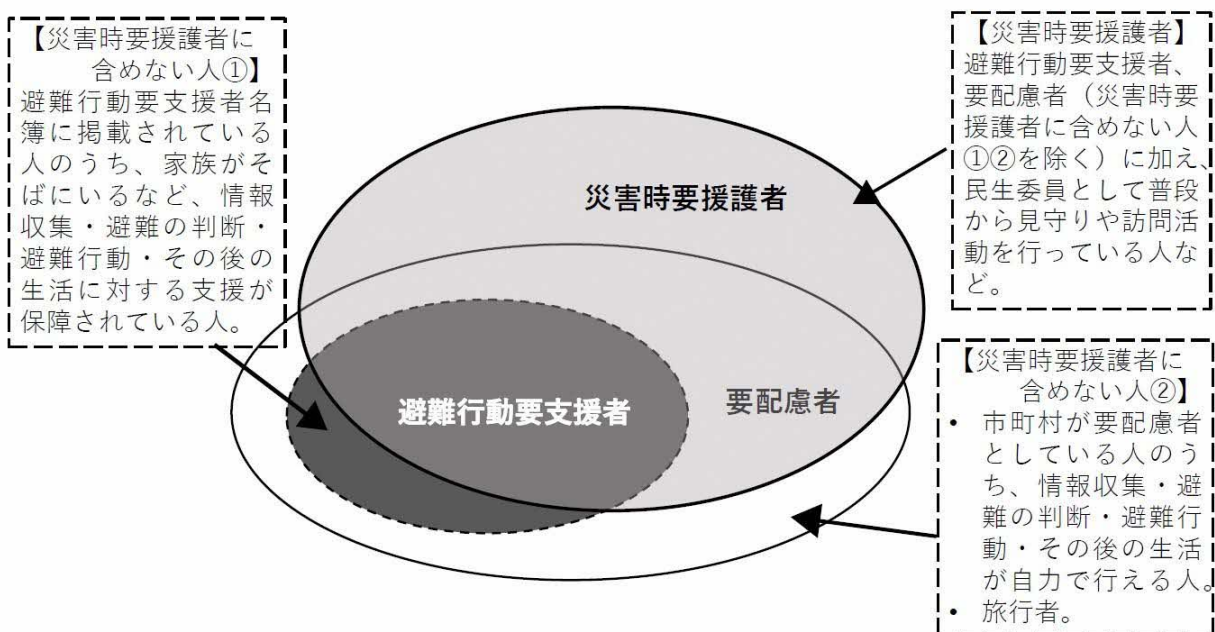 【災害時要援護者に
含めない人①】
避難行動要支援者名
簿に掲載されている
人のうち、家族がそ
ばにいるなど、情報
収集・避難の判断・
避難行動・その後の
生活に対する支援が
保障されている人。
【災害時要援護者】
避難行動要支援者、
要配慮者（災害時要
援護者に含めない人
①②を除く）に加え、
民生委員として普段
から見守りや訪問活
動を行っている人な
ど。
災害時要援護者
避難行動要支援者
要配慮者
【災害時要援護者に
含めない人②】
• 市町村が要配慮者
としている人のう
ち、情報収集・避
難の判断・避難行
動・その後の生活
が自力で行える人。
• 旅行者。